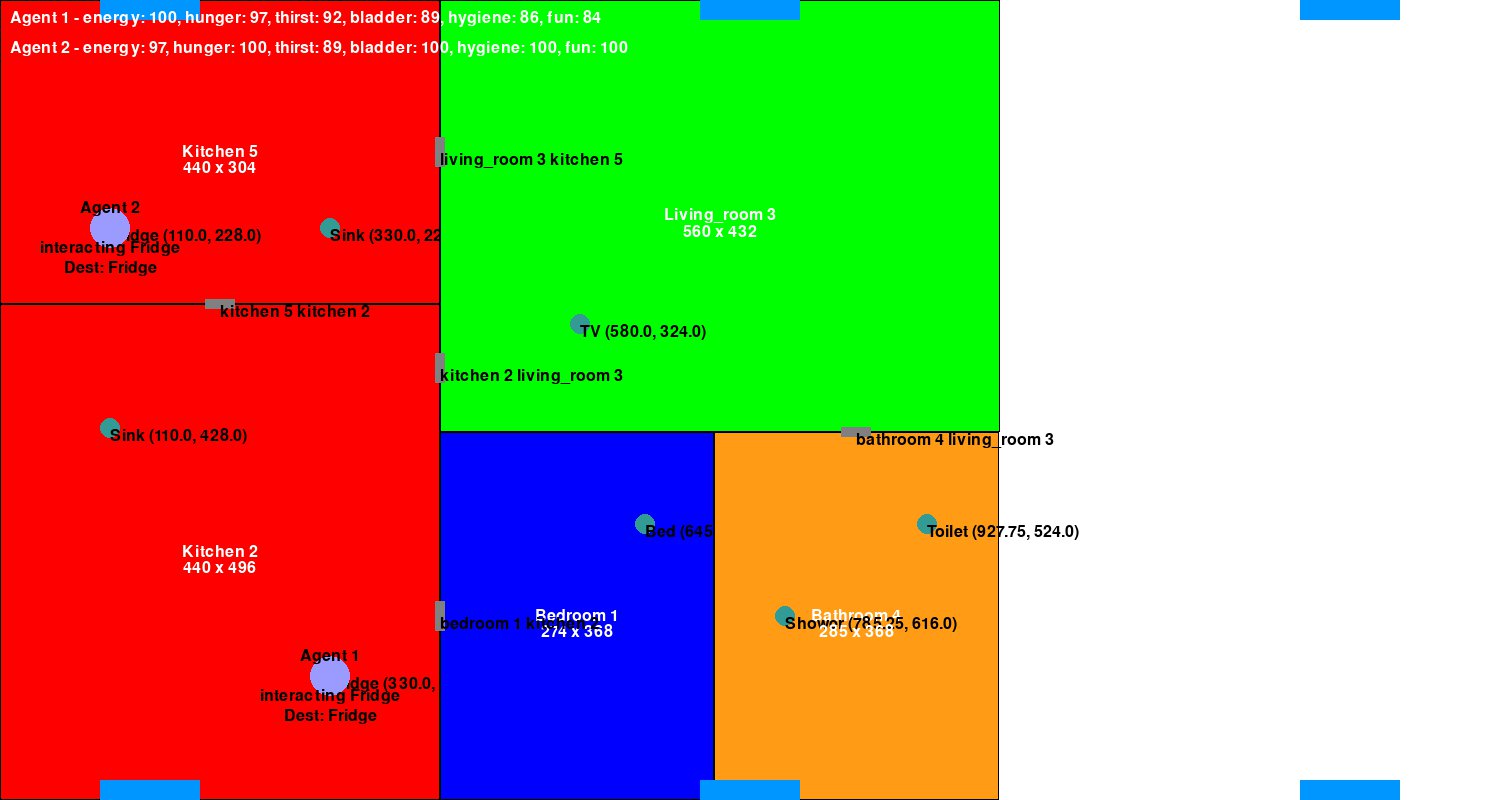 Agent 1 - energy: 100, hunger: 97, thirst: 92, bladder: 89, hygiene: 86, fun: 84
Agent 2 - energy: 97, hunger: 100, thirst: 89, bladder: 100, hygiene: 100, fun: 100
Kitchen 5
440 x 304
living_room 3 kitchen 5
Agent 2
dge (110.0, 228.0)
interacting Fridge
Dest: Fridge
Sink (330.0, 22
Living_room 3
560 x 432
kitchen 5 kitchen 2
TV (580.0, 324.0)
kitchen 2 living_room 3
Sink (110.0, 428.0)
bathroom 4 living_room 3
Bed (645
Toilet (927.75, 524.0)
Kitchen 2
440 x 496
Bedroom 1
274 x 368
bedroom 1 kitchen
Bathroom 4
285 x 368
Shower (785.25, 616.0)
Agent 1
dge (330.0,
interacting Fridge
Dest: Fridge